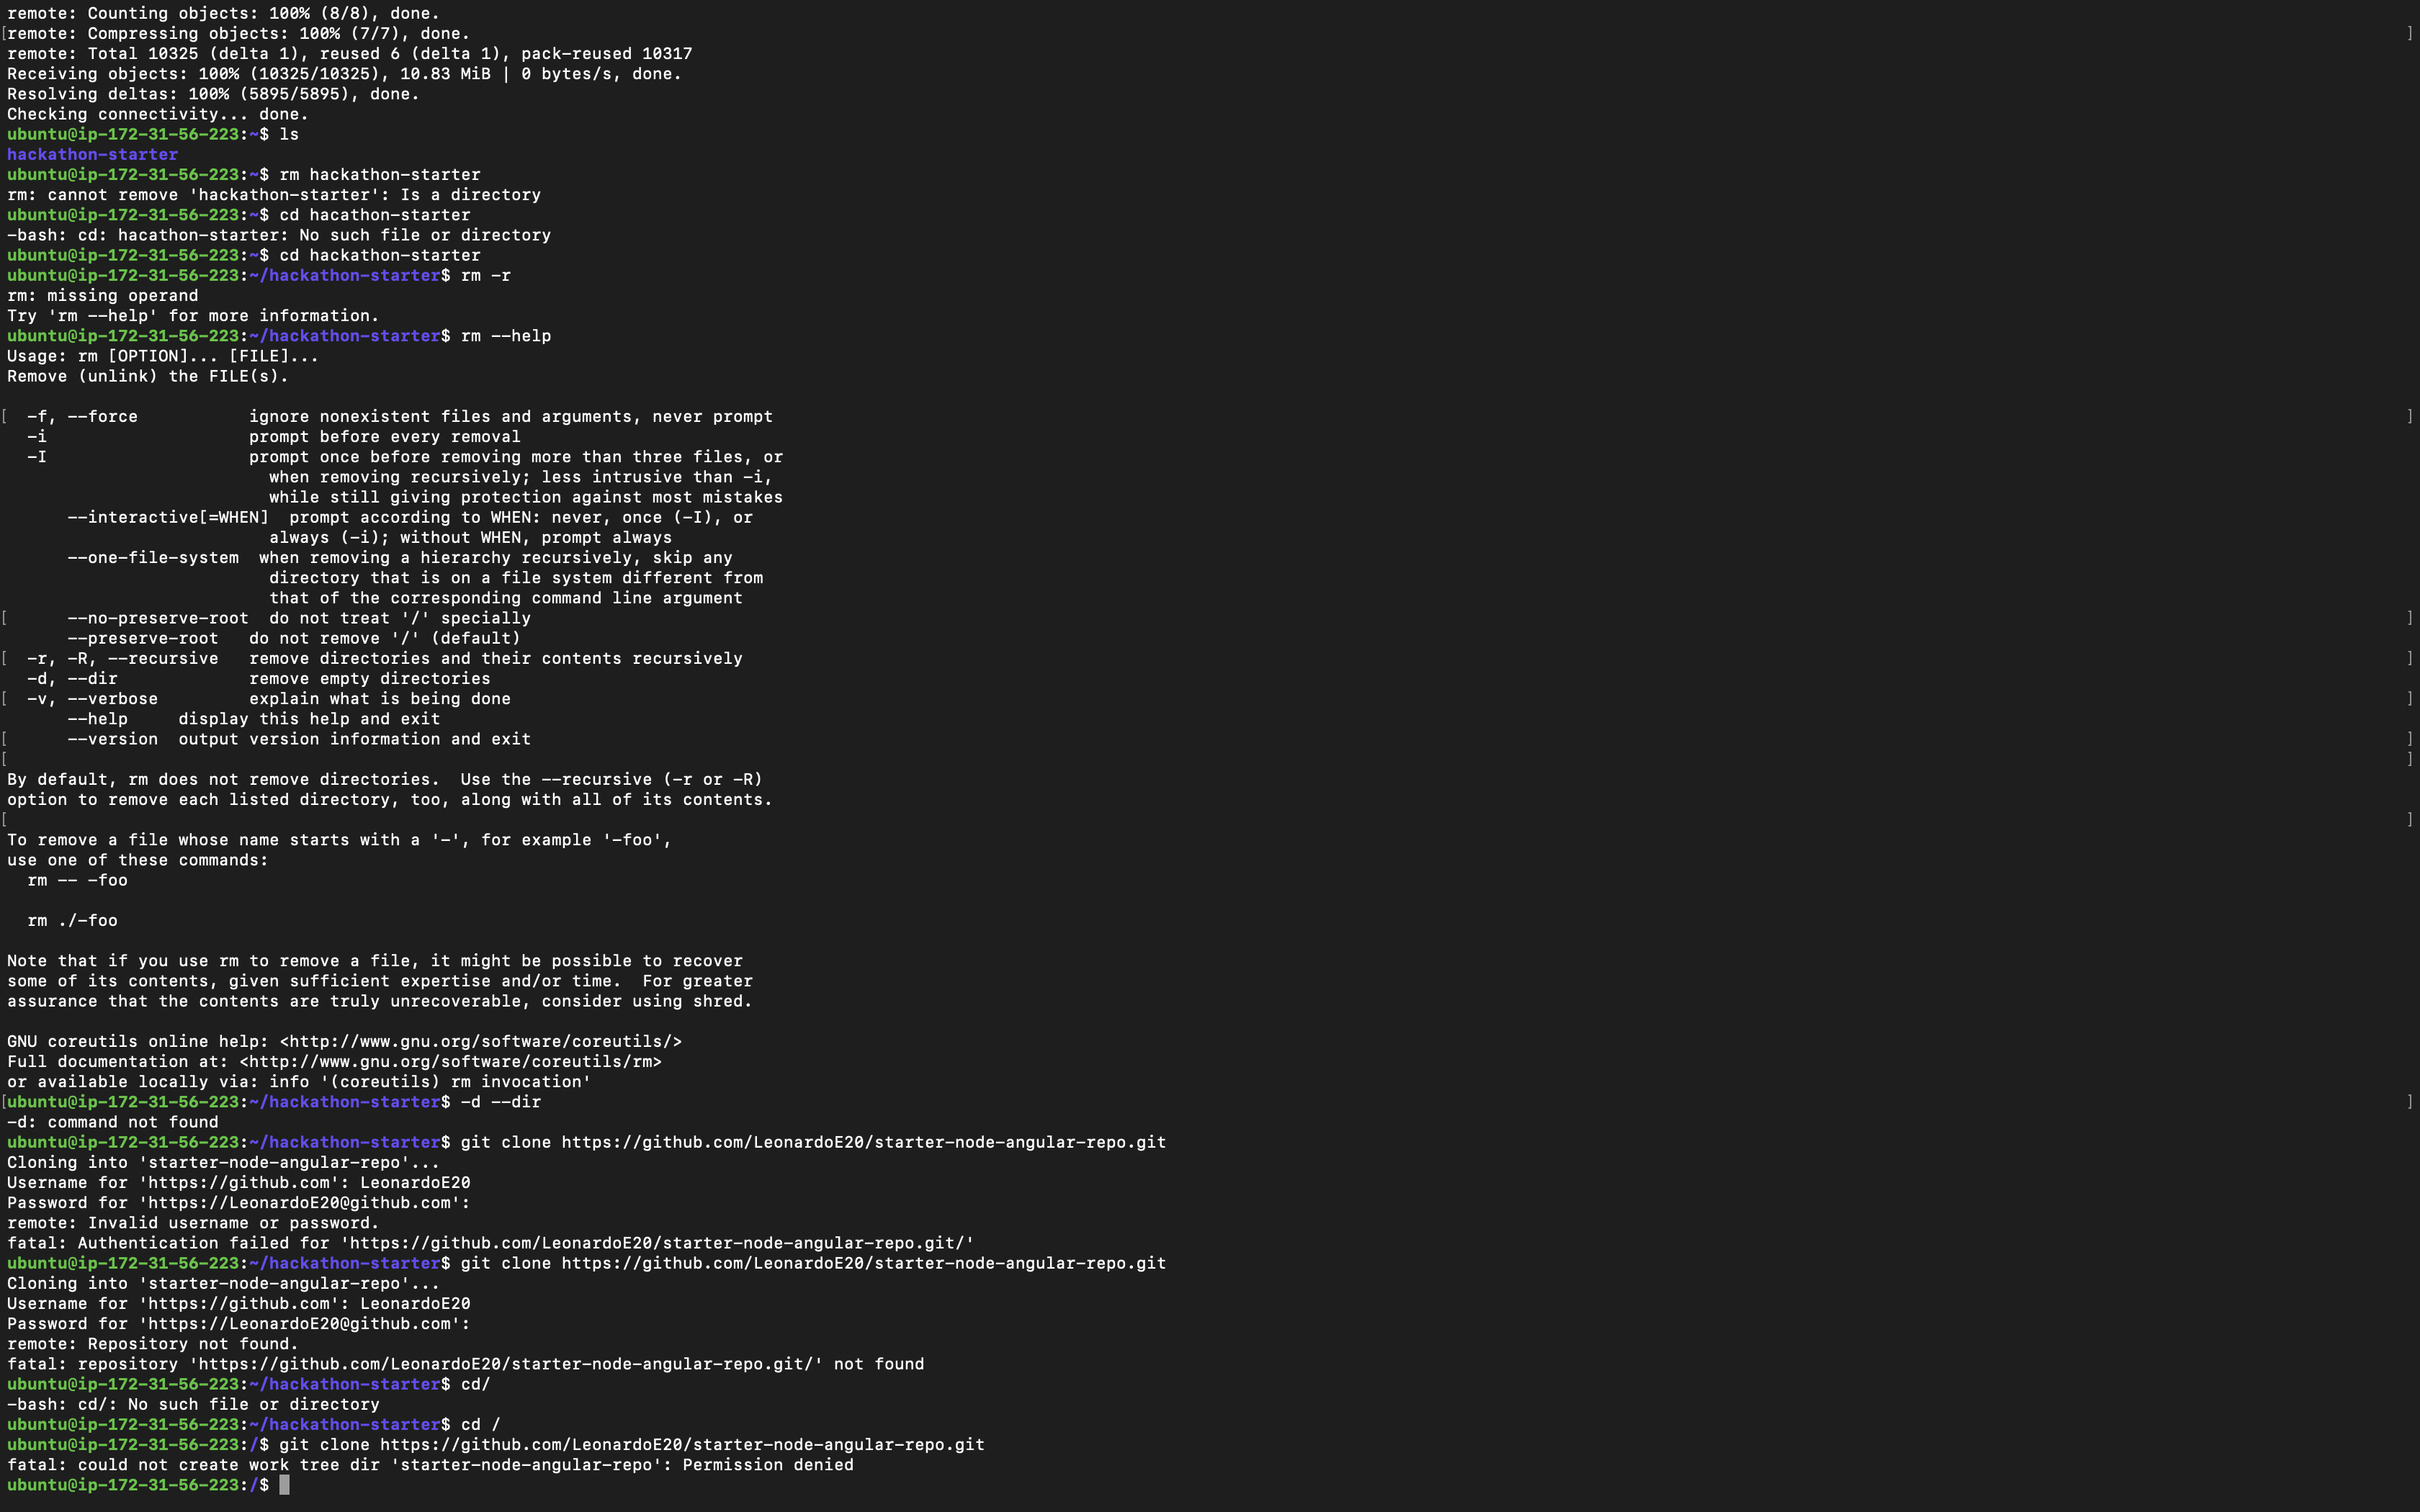 remote: Counting objects: 100% (8/8), done.
[remote: Compressing objects: 100% (7/7), done. ]
remote: Total 10325 (delta 1), reused 6 (delta 1), pack-reused 10317
Receiving objects: 100% (10325/10325), 10.83 MiB | 0 bytes/s, done.
Resolving deltas: 100% (5895/5895), done.
Checking connectivity... done.
ubuntu@ip-172-31-56-223:~$ ls
hackathon-starter
ubuntu@ip-172-31-56-223:~$ rm hackathon-starter
rm: cannot remove 'hackathon-starter': Is a directory
ubuntu@ip-172-31-56-223:~$ cd hacathon-starter
-bash: cd: hacathon-starter: No such file or directory
ubuntu@ip-172-31-56-223:~$ cd hackathon-starter
ubuntu@ip-172-31-56-223:~/hackathon-starter$ rm -r
rm: missing operand
Try 'rm --help' for more information.
ubuntu@ip-172-31-56-223:~/hackathon-starter$ rm --help
Usage: rm [OPTION]... [FILE]...
Remove (unlink) the FILE(s).
[ -f, --force ignore nonexistent files and arguments, never prompt ]
-i prompt before every removal
-I prompt once before removing more than three files, or
when removing recursively; less intrusive than -i,
while still giving protection against most mistakes
--interactive[=WHEN] prompt according to WHEN: never, once (-I), or
always (-i); without WHEN, prompt always
--one-file-system when removing a hierarchy recursively, skip any
directory that is on a file system different from
that of the corresponding command line argument
[ --no-preserve-root do not treat '/' specially ]
--preserve-root do not remove '/' (default)
[ -r, -R, --recursive remove directories and their contents recursively ]
-d, --dir remove empty directories
[ -v, --verbose explain what is being done ]
--help display this help and exit
[ --version output version information and exit ]
[ ]
By default, rm does not remove directories. Use the --recursive (-r or -R)
option to remove each listed directory, too, along with all of its contents.
[ ]
To remove a file whose name starts with a '-', for example '-foo',
use one of these commands:
rm -- -foo
rm ./-foo
Note that if you use rm to remove a file, it might be possible to recover
some of its contents, given sufficient expertise and/or time. For greater
assurance that the contents are truly unrecoverable, consider using shred.
GNU coreutils online help: <http://www.gnu.org/software/coreutils/>
Full documentation at: <http://www.gnu.org/software/coreutils/rm>
or available locally via: info '(coreutils) rm invocation'
[ubuntu@ip-172-31-56-223:~/hackathon-starter$ -d --dir ]
-d: command not found
ubuntu@ip-172-31-56-223:~/hackathon-starter$ git clone https://github.com/LeonardoE20/starter-node-angular-repo.git
Cloning into 'starter-node-angular-repo'...
Username for 'https://github.com': LeonardoE20
Password for 'https://LeonardoE20@github.com':
remote: Invalid username or password.
fatal: Authentication failed for 'https://github.com/LeonardoE20/starter-node-angular-repo.git/'
ubuntu@ip-172-31-56-223:~/hackathon-starter$ git clone https://github.com/LeonardoE20/starter-node-angular-repo.git
Cloning into 'starter-node-angular-repo'...
Username for 'https://github.com': LeonardoE20
Password for 'https://LeonardoE20@github.com':
remote: Repository not found.
fatal: repository 'https://github.com/LeonardoE20/starter-node-angular-repo.git/' not found
ubuntu@ip-172-31-56-223:~/hackathon-starter$ cd/
-bash: cd/: No such file or directory
ubuntu@ip-172-31-56-223:~/hackathon-starter$ cd /
ubuntu@ip-172-31-56-223:/$ git clone https://github.com/LeonardoE20/starter-node-angular-repo.git
fatal: could not create work tree dir 'starter-node-angular-repo': Permission denied
ubuntu@ip-172-31-56-223:/$